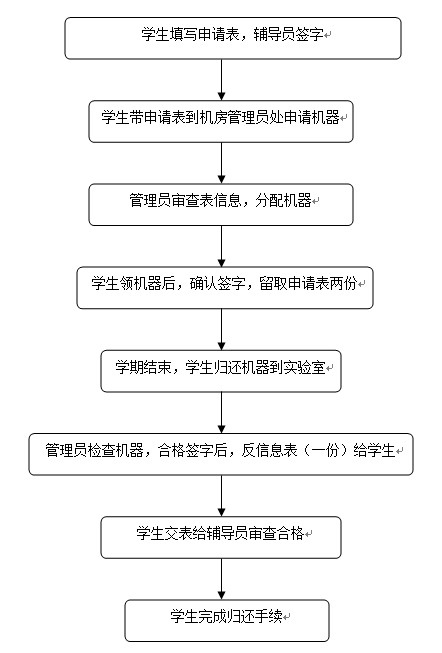 学生填写申请表，辅导员签字
学生带申请表到机房管理员处申请机器
管理员审查表信息，分配机器
学生领机器后，确认签字，留取申请表两份
学期结束，学生归还机器到实验室
管理员检查机器，合格签字后，反信息表（一份）给学生
学生交表给辅导员审查合格
学生完成归还手续